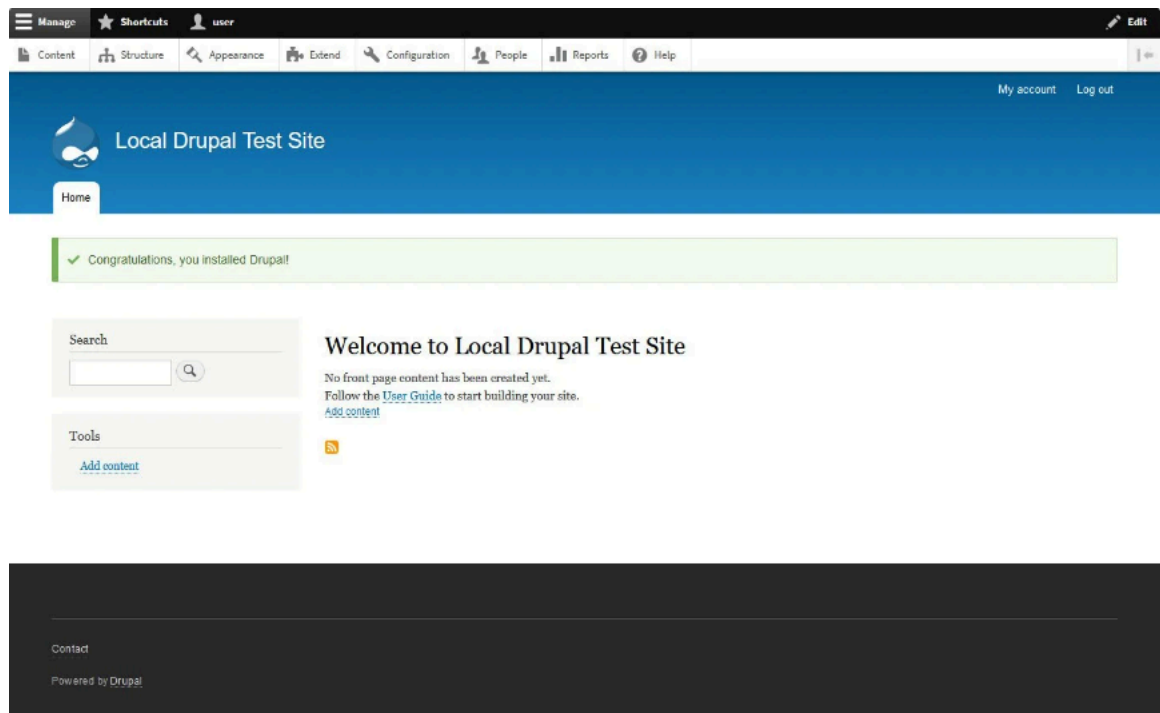 Manage Shortcuts user Edit
Content Structure Appearance Extend Configuration People Reports Help
My account Log out
Local Drupal Test Site
Home
Congratulations, you installed Drupal!
Search
Tools
Add content
Welcome to Local Drupal Test Site
No front page content has been created yet.
Follow the User Guide to start building your site.
Add content
Contact
Powered by Drupal